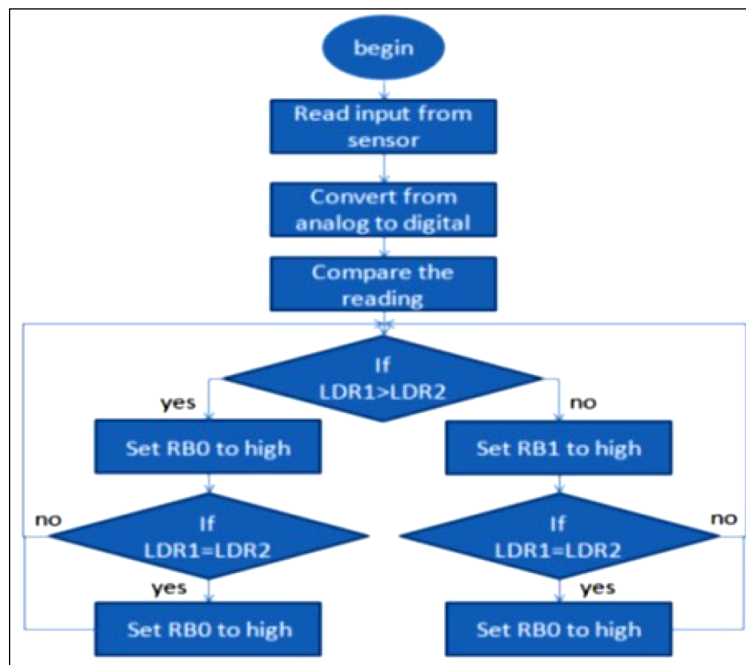 begin
Read input from
sensor
Convert from
analog to digital
Compare the
reading
If
LDR1>LDR2
yes
no
Set RB0 to high
Set RB1 to high
no
If
LDR1=LDR2
If
LDR1=LDR2
no
yes
yes
Set RB0 to high
Set RB0 to high